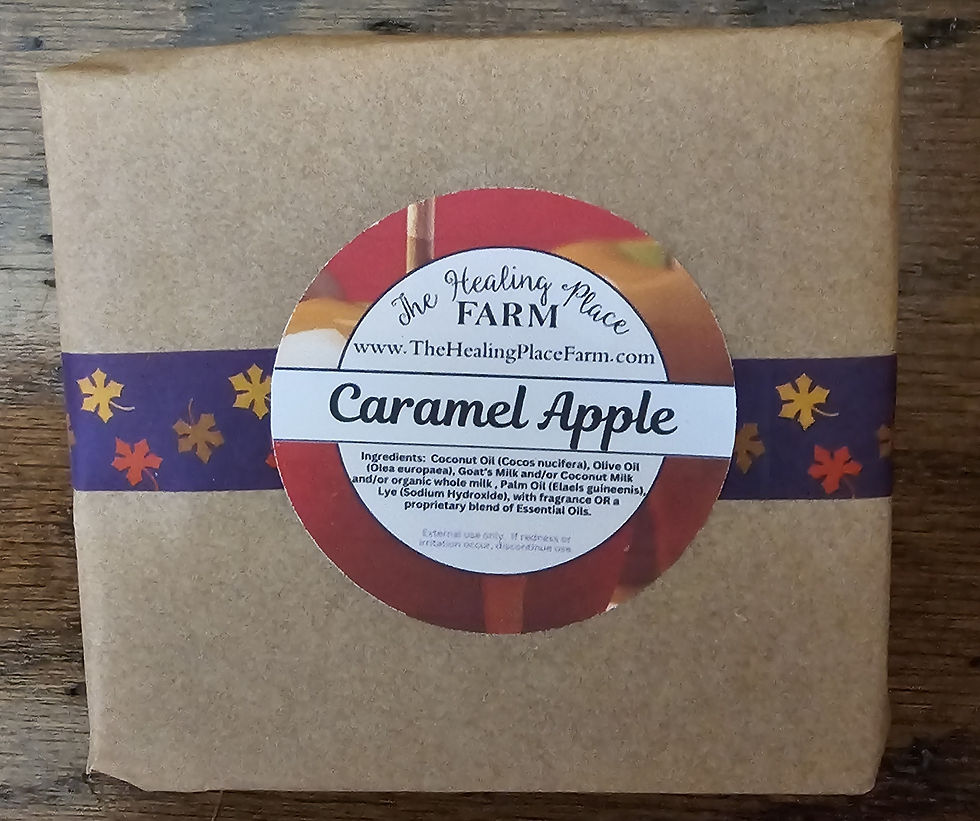 The Healing Place
FARM
www.TheHealingPlaceFarm.com
Caramel Apple
Ingredients: Coconut Oil (Cocos nucifera), Olive Oil
(Olea europaea), Goat's Milk and/or Coconut Milk
and/or organic whole milk , Palm Oil (Elaeis guineenis),
Lye (Sodium Hydroxide), with fragrance OR a
proprietary blend of Essential Oils.
External use only. If redness or
irritation occur, discontinue use